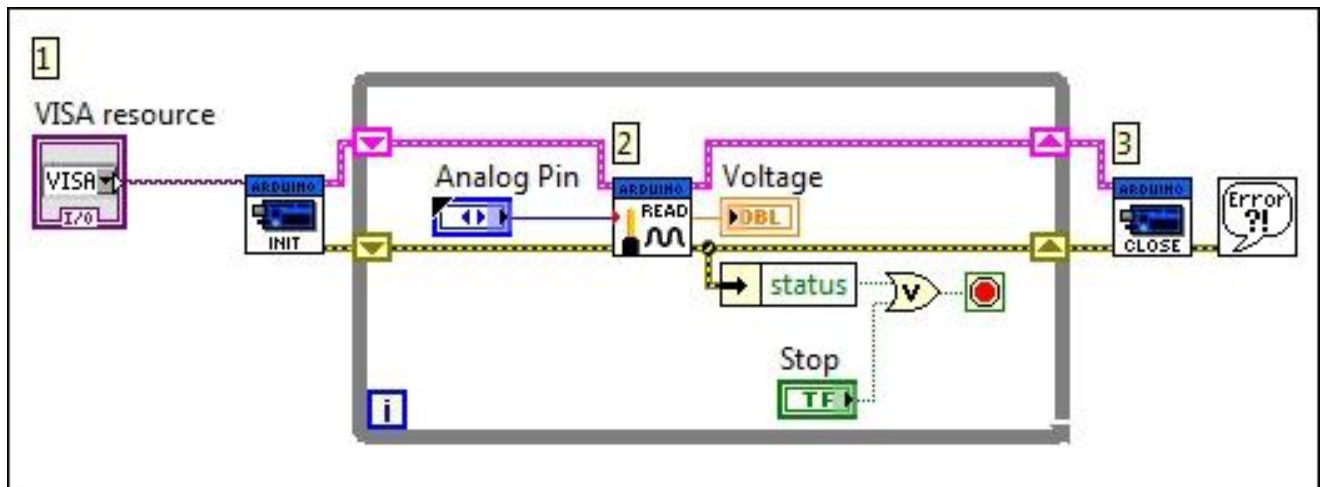 1
VISA resource
VISA
I/O
ARDUINO
INIT
Analog Pin
2
ARDUINO
READ
Voltage
DBL
status
V
Stop
TF
i
3
ARDUINO
CLOSE
Error
?!